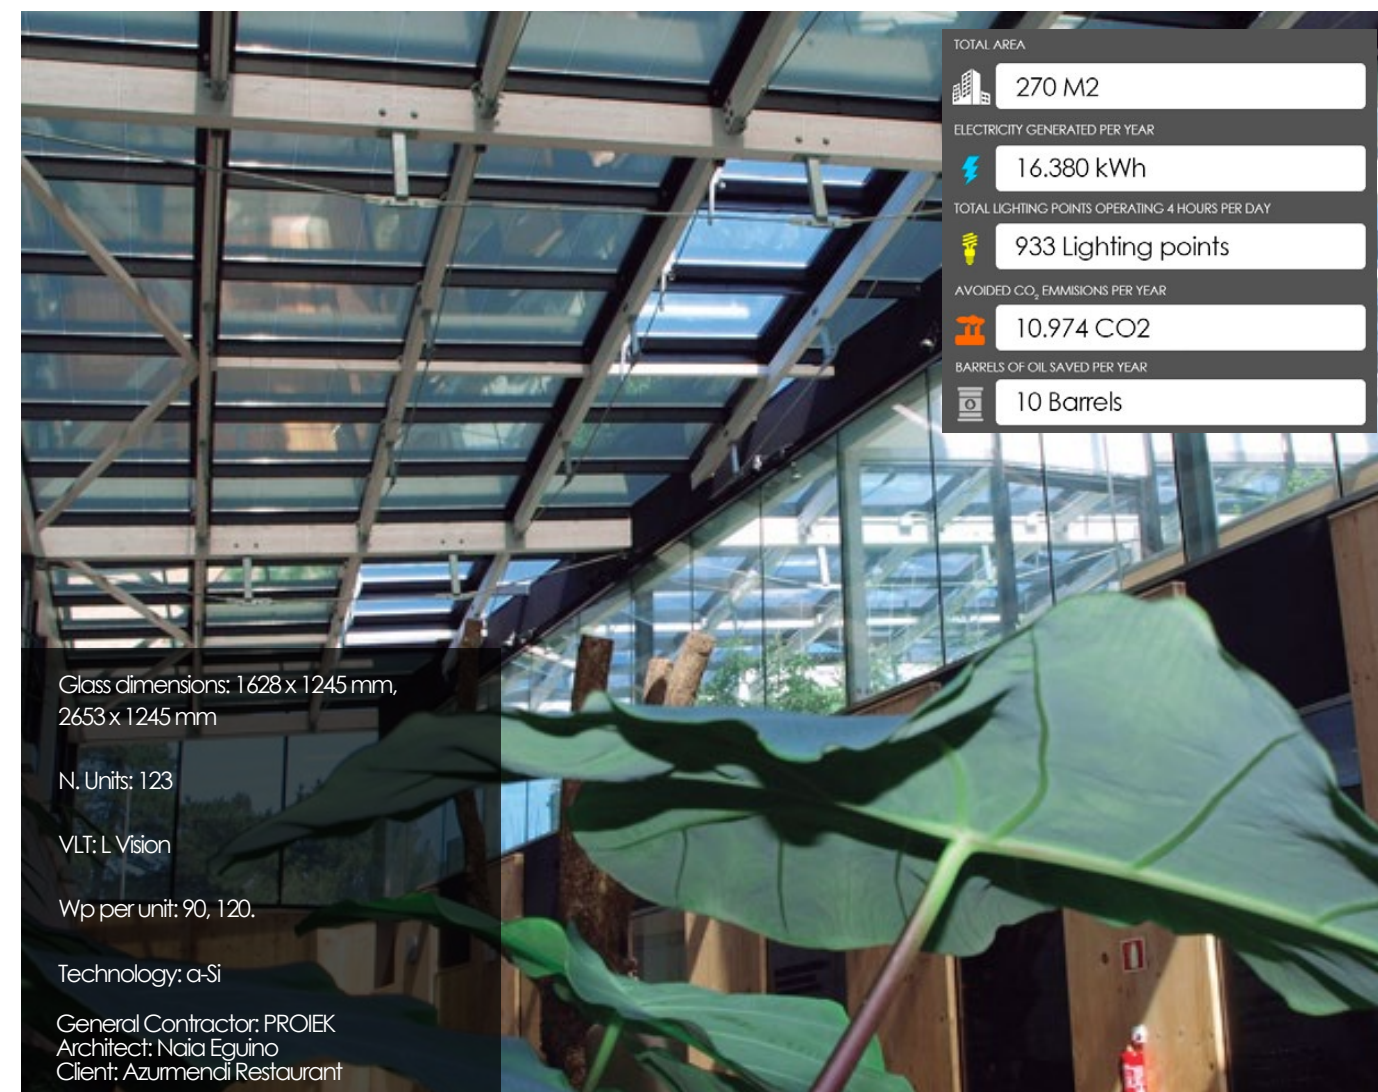 TOTAL AREA
270 M2
ELECTRICITY GENERATED PER YEAR
16.380 kWh
TOTAL LIGHTING POINTS OPERATING 4 HOURS PER DAY
933 Lighting points
AVOIDED CO₂ EMMISIONS PER YEAR
10.974 CO2
BARRELS OF OIL SAVED PER YEAR
10 Barrels
Glass dimensions: 1628 x 1245 mm,
2653 x 1245 mm
N. Units: 123
VLT: L Vision
Wp per unit: 90, 120.
Technology: a-Si
General Contractor: PROIEK
Architect: Naia Eguino
Client: Azurmendi Restaurant